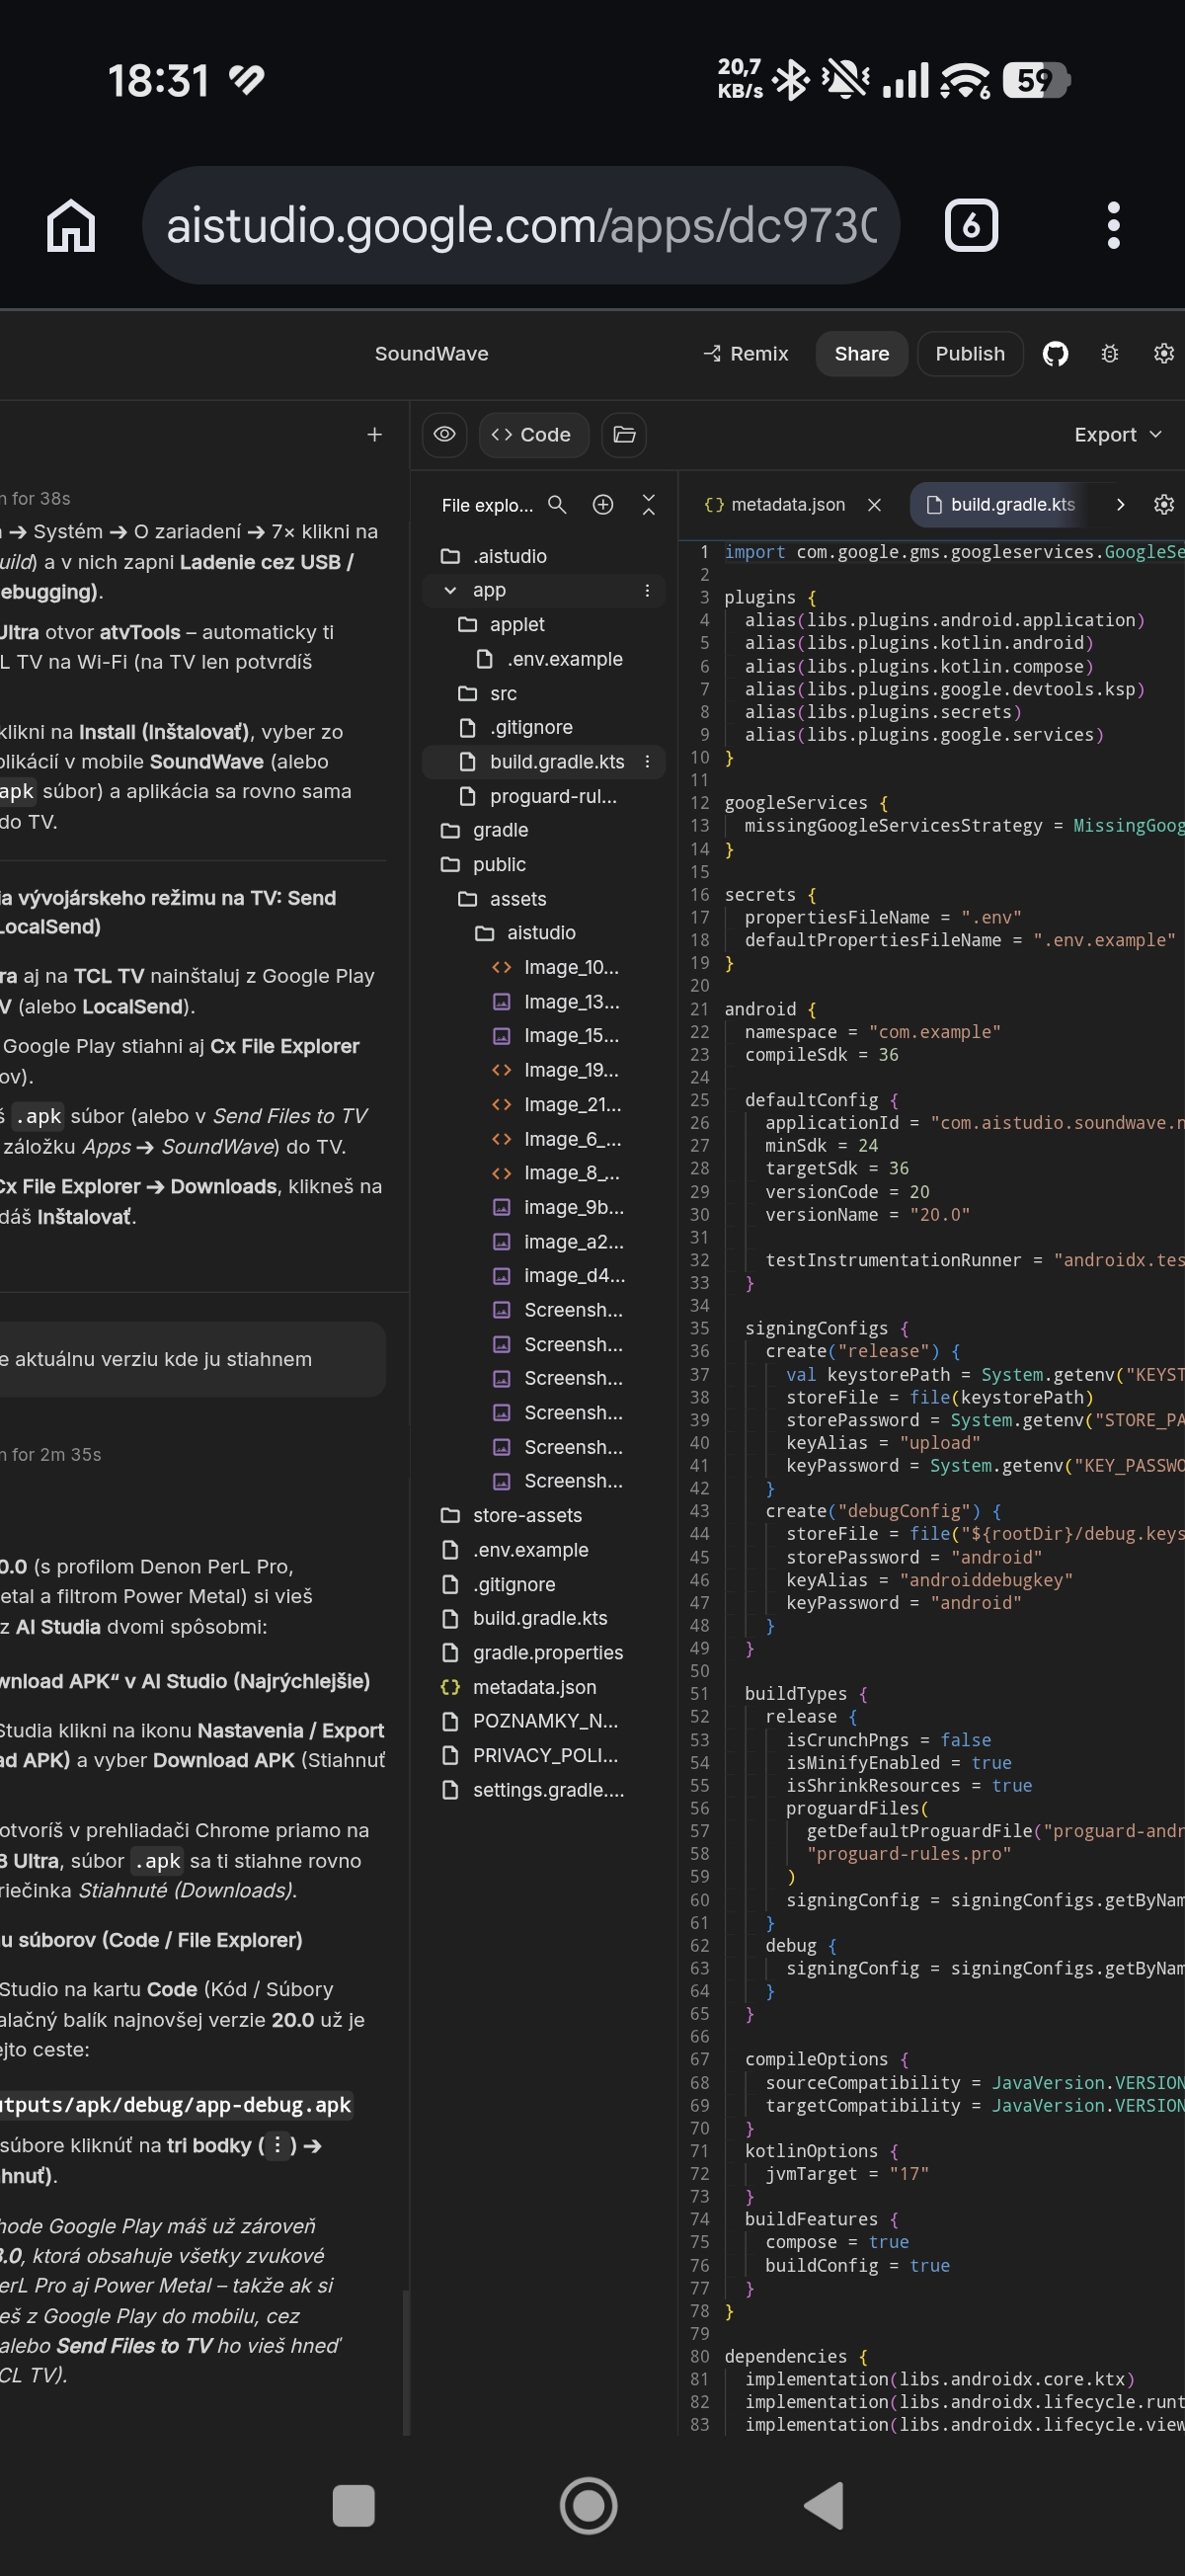 18:31
20,7
KB/s
6
59
aistudio.google.com/apps/dc973
6
SoundWave
Remix
Share
Publish
Code
Export
n for 38s
→ Systém → O zariadení → 7× klikni na
uild) a v nich zapni Ladenie cez USB /
ebugging).
Ultra otvor atvTools – automaticky ti
L TV na Wi-Fi (na TV len potvrdíš
klikni na Install (Inštalovať), vyber zo
plikácií v mobile SoundWave (alebo
apk súbor) a aplikácia sa rovno sama
do TV.
ia vývojárskeho režimu na TV: Send
LocalSend)
ra aj na TCL TV nainštaluj z Google Play
V (alebo LocalSend).
Google Play stiahni aj Cx File Explorer
ov).
š .apk súbor (alebo v Send Files to TV
záložku Apps → SoundWave) do TV.
Cx File Explorer → Downloads, klikneš na
dáš Inštalovať.
e aktuálnu verziu kde ju stiahnem
n for 2m 35s
0.0 (s profilom Denon PerL Pro,
etal a filtrom Power Metal) si vieš
z AI Studia dvomi spôsobmi:
wnload APK“ v AI Studio (Najrýchlejšie)
Studia klikni na ikonu Nastavenia / Export
ad APK) a vyber Download APK (Stiahnuť
otvoríš v prehliadači Chrome priamo na
8 Ultra, súbor .apk sa ti stiahne rovno
riečinka Stiahnuté (Downloads).
u súborov (Code / File Explorer)
Studio na kartu Code (Kód / Súbory
alačný balík najnovšej verzie 20.0 už je
ejto ceste:
utputs/apk/debug/app-debug.apk
súbore kliknúť na tri bodky (⋮) →
hnuť).
hode Google Play máš už zároveň
8.0, ktorá obsahuje všetky zvukové
erL Pro aj Power Metal – takže ak si
eš z Google Play do mobilu, cez
alebo Send Files to TV ho vieš hneď
CL TV).
File explo...
.aistudio
app
applet
.env.example
src
.gitignore
build.gradle.kts
proguard-rul...
gradle
public
assets
aistudio
Image_10...
Image_13...
Image_15...
Image_19...
Image_21...
Image_6_...
Image_8_...
image_9b...
image_a2...
image_d4...
Screensh...
Screensh...
Screensh...
Screensh...
Screensh...
Screensh...
store-assets
.env.example
.gitignore
build.gradle.kts
gradle.properties
{} metadata.json
POZNAMKY_N...
PRIVACY_POLI...
settings.gradle....
{} metadata.json
build.gradle.kts
1 import com.google.gms.googleservices.GoogleSe
2
3 plugins {
4 alias(libs.plugins.android.application)
5 alias(libs.plugins.kotlin.android)
6 alias(libs.plugins.kotlin.compose)
7 alias(libs.plugins.google.devtools.ksp)
8 alias(libs.plugins.secrets)
9 alias(libs.plugins.google.services)
10 }
11
12 googleServices {
13 missingGoogleServicesStrategy = MissingGoog
14 }
15
16 secrets {
17 propertiesFileName = ".env"
18 defaultPropertiesFileName = ".env.example"
19 }
20
21 android {
22 namespace = "com.example"
23 compileSdk = 36
24
25 defaultConfig {
26 applicationId = "com.aistudio.soundwave.n
27 minSdk = 24
28 targetSdk = 36
29 versionCode = 20
30 versionName = "20.0"
31
32 testInstrumentationRunner = "androidx.tes
33 }
34
35 signingConfigs {
36 create("release") {
37 val keystorePath = System.getenv("KEYST
38 storeFile = file(keystorePath)
39 storePassword = System.getenv("STORE_PA
40 keyAlias = "upload"
41 keyPassword = System.getenv("KEY_PASSWO
42 }
43 create("debugConfig") {
44 storeFile = file("${rootDir}/debug.keys
45 storePassword = "android"
46 keyAlias = "androiddebugkey"
47 keyPassword = "android"
48 }
49 }
50
51 buildTypes {
52 release {
53 isCrunchPngs = false
54 isMinifyEnabled = true
55 isShrinkResources = true
56 proguardFiles(
57 getDefaultProguardFile("proguard-andr
58 "proguard-rules.pro"
59 )
60 signingConfig = signingConfigs.getByNam
61 }
62 debug {
63 signingConfig = signingConfigs.getByNam
64 }
65 }
66
67 compileOptions {
68 sourceCompatibility = JavaVersion.VERSION
69 targetCompatibility = JavaVersion.VERSION
70 }
71 kotlinOptions {
72 jvmTarget = "17"
73 }
74 buildFeatures {
75 compose = true
76 buildConfig = true
77 }
78 }
79
80 dependencies {
81 implementation(libs.androidx.core.ktx)
82 implementation(libs.androidx.lifecycle.runt
83 implementation(libs.androidx.lifecycle.view